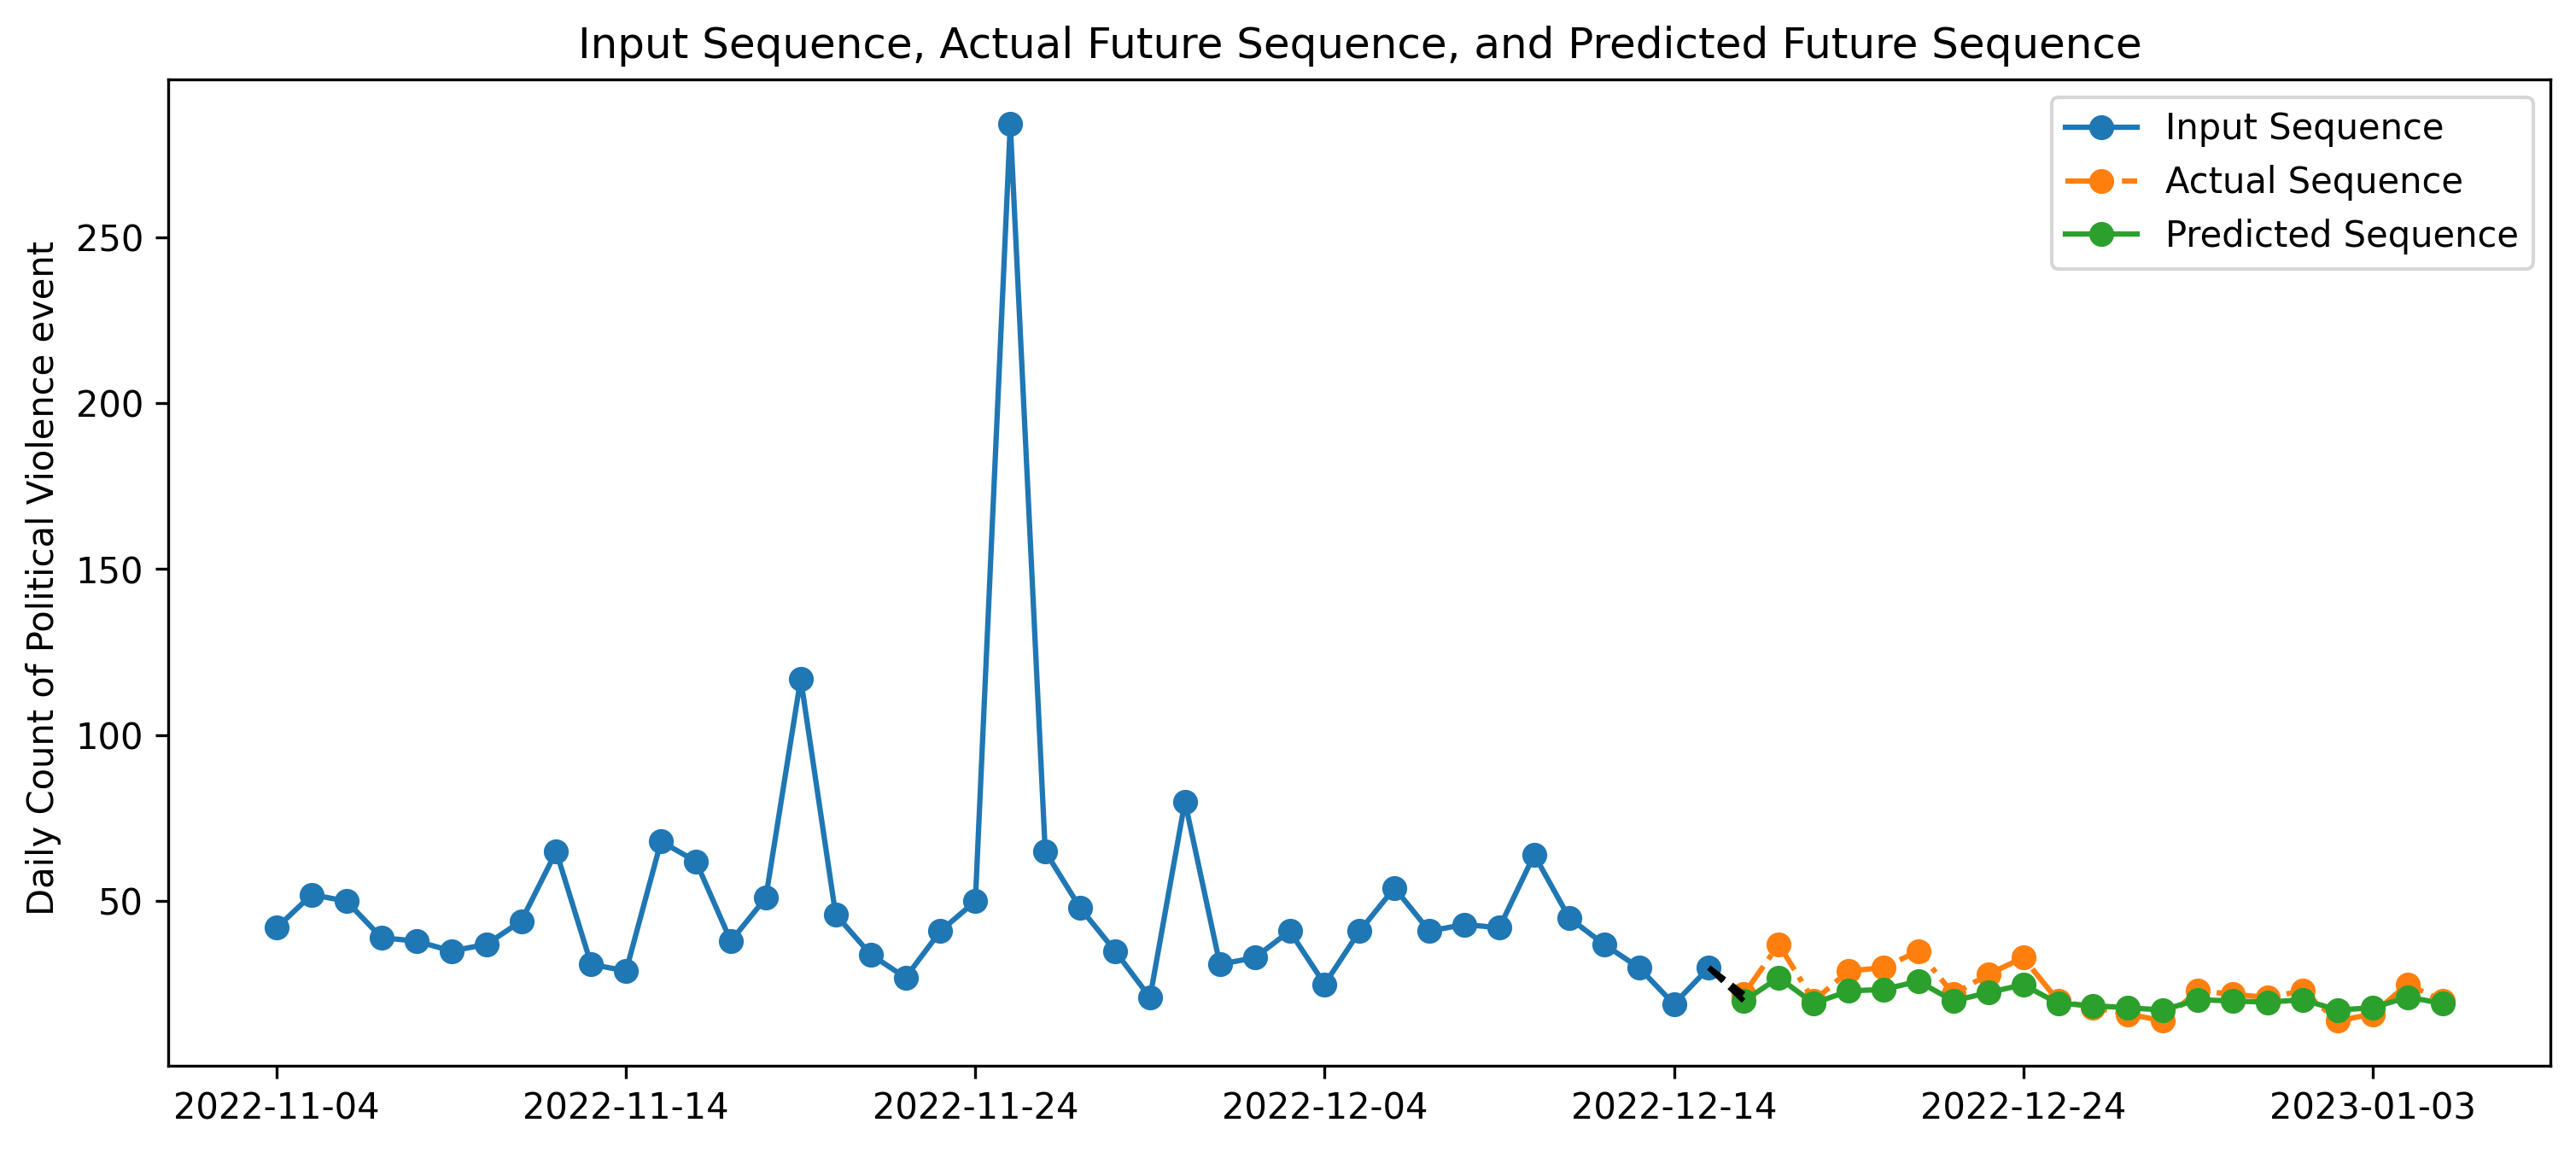 Input Sequence, Actual Future Sequence, and Predicted Future Sequence
Input Sequence
Actual Sequence
Predicted Sequence
Daily Count of Political Violence event
250
200
150
100
50
2022-11-04
2022-11-14
2022-11-24
2022-12-04
2022-12-14
2022-12-24
2023-01-03